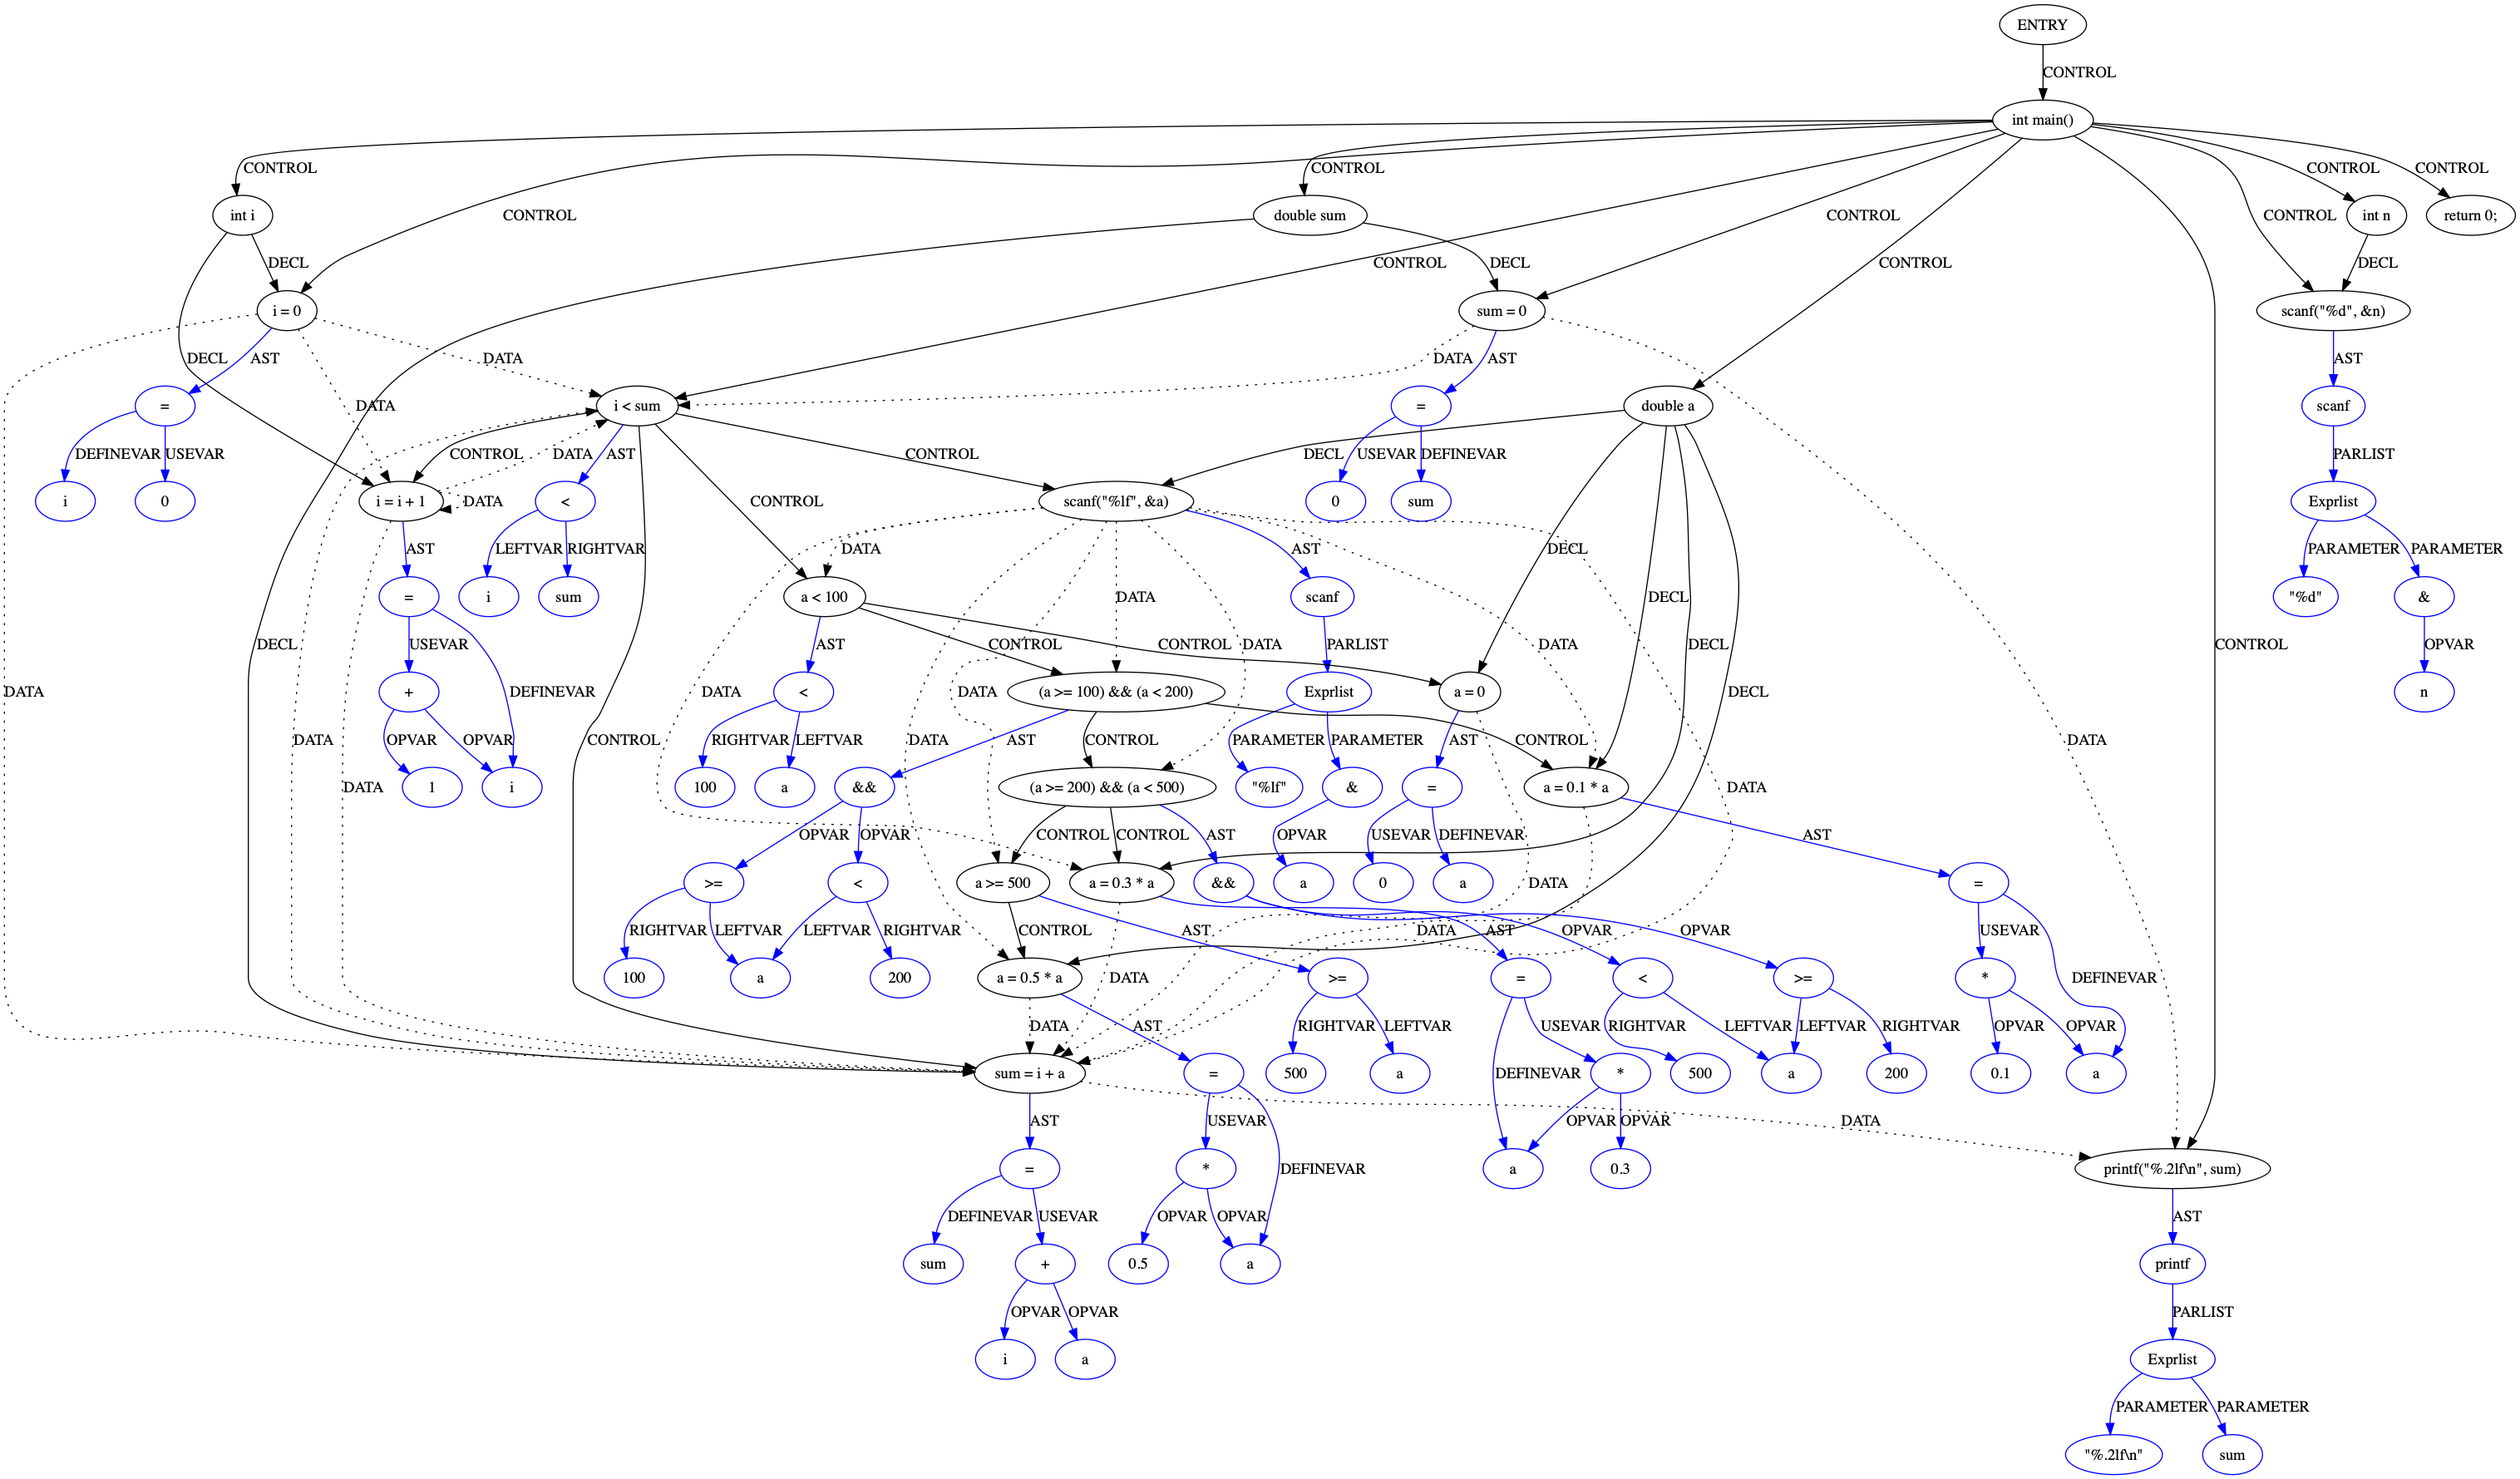 ENTRY
CONTROL
int main()
CONTROL
CONTROL
CONTROL
CONTROL
int i
CONTROL
double sum
CONTROL
CONTROL
int n
return 0;
DECL
DECL
CONTROL
CONTROL
i = 0
sum = 0
scanf("%d", &n)
DECL
AST
DATA
DATA
AST
AST
=
DATA
i < sum
=
double a
scanf
DEFINEVAR
USEVAR
CONTROL
DATA
AST
CONTROL
DECL
USEVAR
DEFINEVAR
PARLIST
i
0
i = i + 1
DATA
<
CONTROL
scanf("%lf", &a)
0
sum
Exprlist
AST
LEFTVAR
RIGHTVAR
DATA
AST
DECL
PARAMETER
PARAMETER
=
i
sum
a < 100
DATA
scanf
DECL
"%d"
&
DECL
USEVAR
AST
CONTROL
CONTROL
DATA
PARLIST
DATA
DECL
CONTROL
OPVAR
DATA
+
DEFINEVAR
<
DATA
(a >= 100) && (a < 200)
Exprlist
a = 0
DECL
n
DATA
OPVAR
OPVAR
CONTROL
RIGHTVAR
LEFTVAR
DATA
DATA
AST
CONTROL
PARAMETER
PARAMETER
AST
CONTROL
DATA
DATA
1
i
100
a
&&
(a >= 200) && (a < 500)
"%lf"
&
=
a = 0.1 * a
DATA
OPVAR
OPVAR
CONTROL
CONTROL
AST
OPVAR
USEVAR
DEFINEVAR
AST
>=
<
a >= 500
a = 0.3 * a
&&
a
0
a
DATA
=
RIGHTVAR
LEFTVAR
LEFTVAR
RIGHTVAR
CONTROL
AST
DATA
AST
OPVAR
OPVAR
USEVAR
100
a
200
a = 0.5 * a
DATA
>=
=
<
>=
*
DEFINEVAR
DATA
AST
RIGHTVAR
LEFTVAR
USEVAR
RIGHTVAR
LEFTVAR
LEFTVAR
RIGHTVAR
OPVAR
OPVAR
sum = i + a
=
500
a
DEFINEVAR
*
500
a
200
0.1
a
AST
USEVAR
OPVAR
OPVAR
DATA
=
*
DEFINEVAR
a
0.3
printf("%.2lf\n", sum)
DEFINEVAR
USEVAR
OPVAR
OPVAR
AST
sum
+
0.5
a
printf
OPVAR
OPVAR
PARLIST
i
a
Exprlist
PARAMETER
PARAMETER
"%.2lf\n"
sum